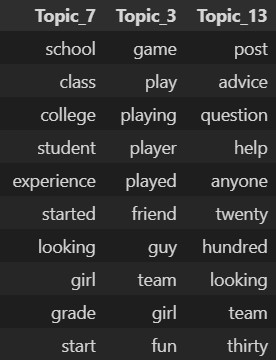 Topic_7 Topic_3 Topic_13
school game post
class play advice
college playing question
student player help
experience played anyone
started friend twenty
looking guy hundred
girl team looking
grade girl team
start fun thirty